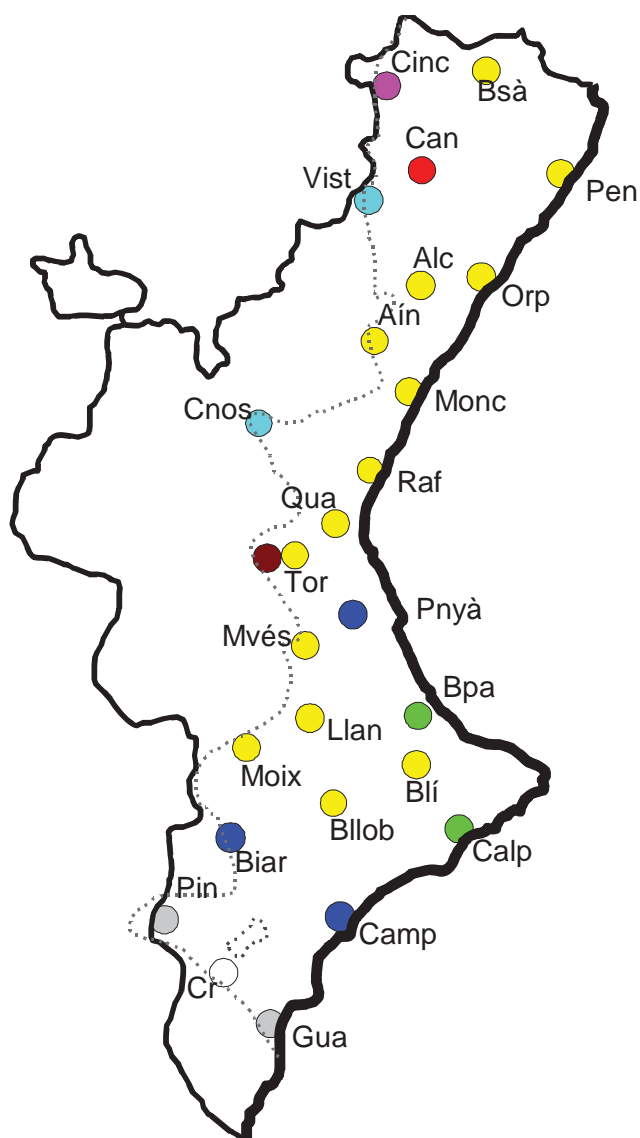 Cinc
Bsà
Can
Vist
Pen
Alc
Orp
Aín
Monc
Cnos
Raf
Qua
Tor
Pnyà
Mvés
Bpa
Llan
Moix
Blí
Bllob
Calp
Biar
Pin
Camp
Cr
Gua